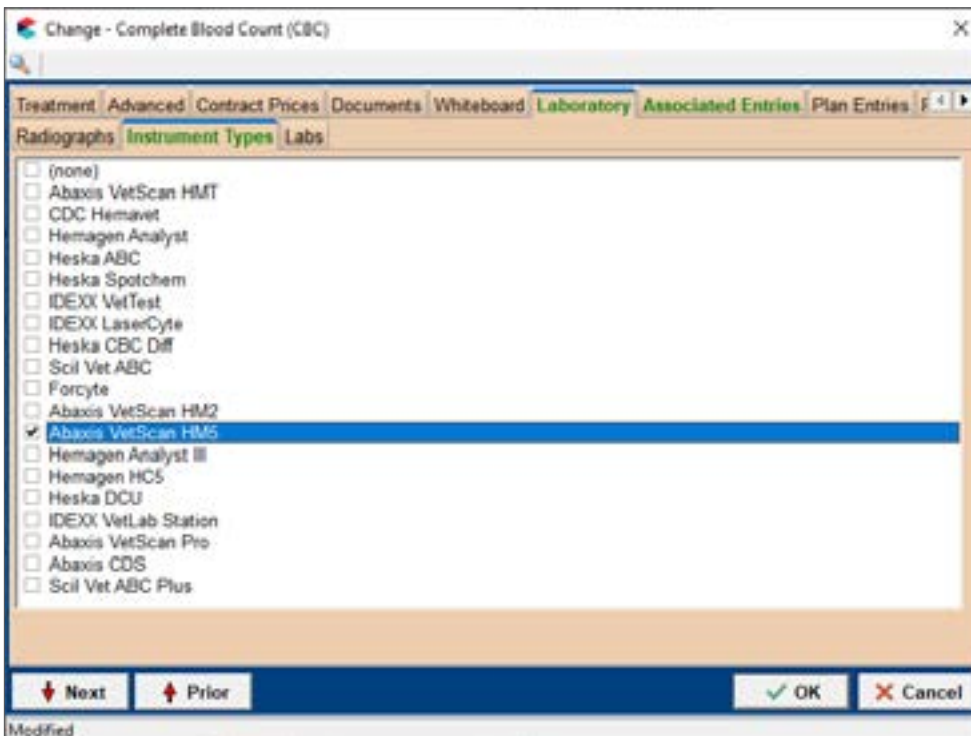 Change - Complete Blood Count (CBC)
Treatment Advanced Contract Prices Documents Whiteboard Laboratory Associated Entries Plan Entries
Radiographs Instrument Types Labs
(none)
Abaxis VetScan HMT
CDC Hemavet
Hemagen Analyst
Heska ABC
Heska Spotchem
IDEXX VetTest
IDEXX LaserCyte
Heska CBC Diff
Scil Vet ABC
Forcyte
Abaxis VetScan HM2
Abaxis VetScan HM5
Hemagen Analyst III
Hemagen HC5
Heska DCU
IDEXX VetLab Station
Abaxis VetScan Pro
Abaxis CDS
Scil Vet ABC Plus
Next Prior OK Cancel
Modified